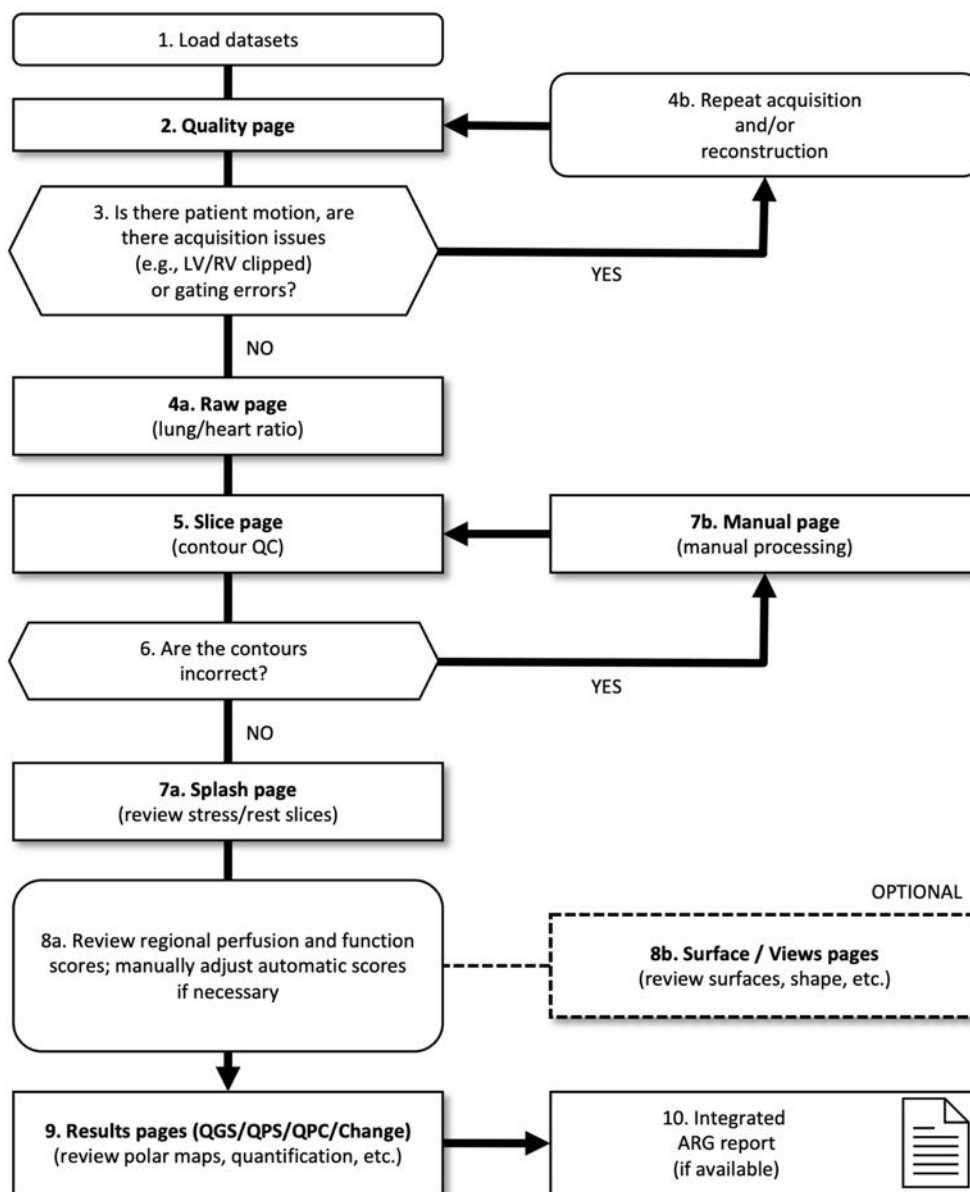 1. Load datasets
2. Quality page
4b. Repeat acquisition
and/or
reconstruction
3. Is there patient motion, are
there acquisition issues
(e.g., LV/RV clipped)
or gating errors?
YES
NO
4a. Raw page
(lung/heart ratio)
5. Slice page
(contour QC)
7b. Manual page
(manual processing)
6. Are the contours
incorrect?
YES
NO
7a. Splash page
(review stress/rest slices)
OPTIONAL
8a. Review regional perfusion and function
scores; manually adjust automatic scores
if necessary
8b. Surface / Views pages
(review surfaces, shape, etc.)
9. Results pages (QGS/QPS/QPC/Change)
(review polar maps, quantification, etc.)
10. Integrated
ARG report
(if available)